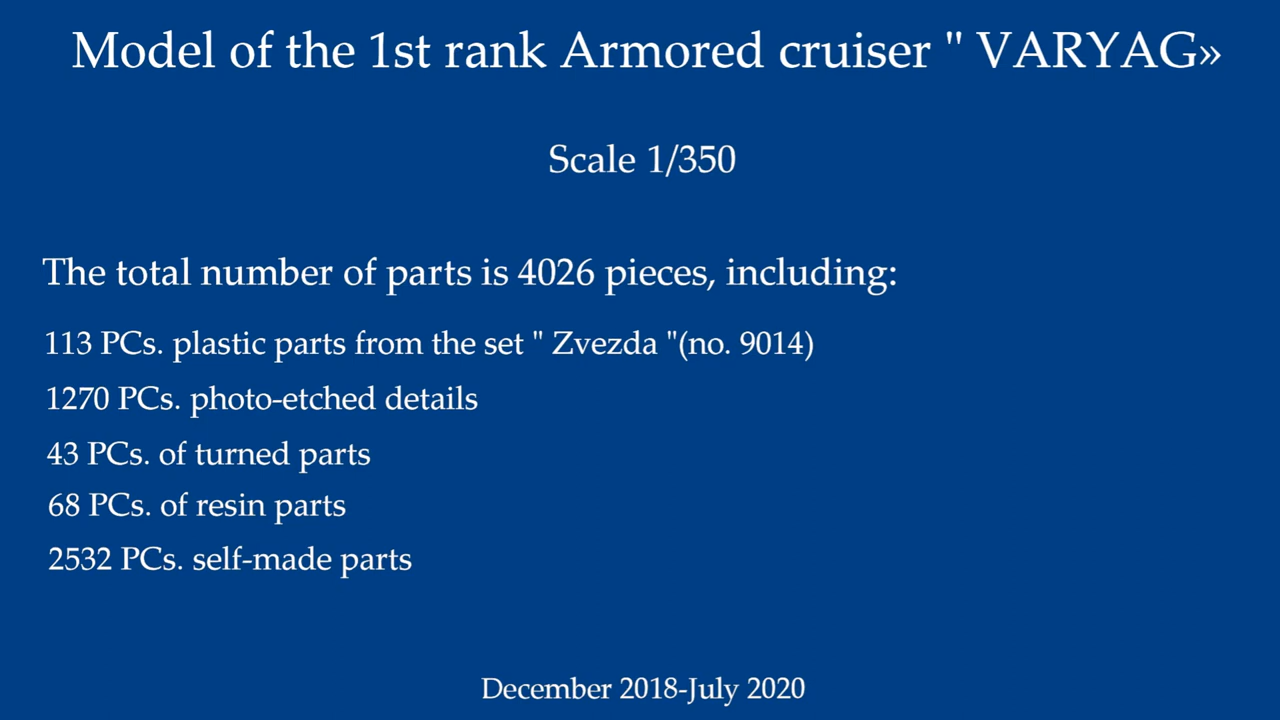 Model of the 1st rank Armored cruiser " VARYAG»
Scale 1/350
The total number of parts is 4026 pieces, including:
113 PCs. plastic parts from the set " Zvezda "(no. 9014)
1270 PCs. photo-etched details
43 PCs. of turned parts
68 PCs. of resin parts
2532 PCs. self-made parts
December 2018-July 2020